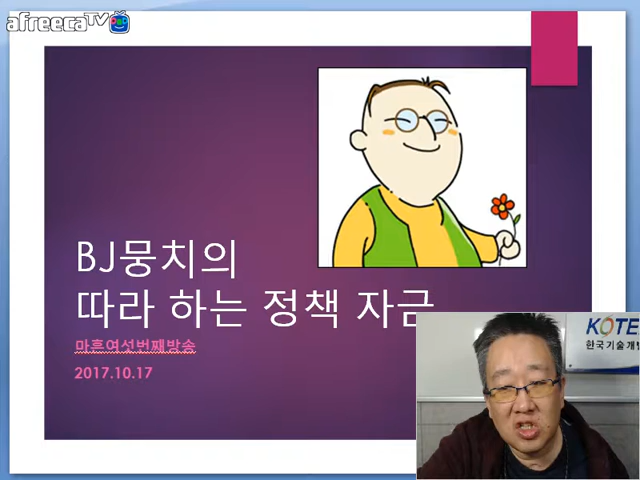 afreecaTV
BJ뭉치의
따라 하는 정책 자금
마흔여섯번째방송
2017.10.17
KOTE
한국기술개발